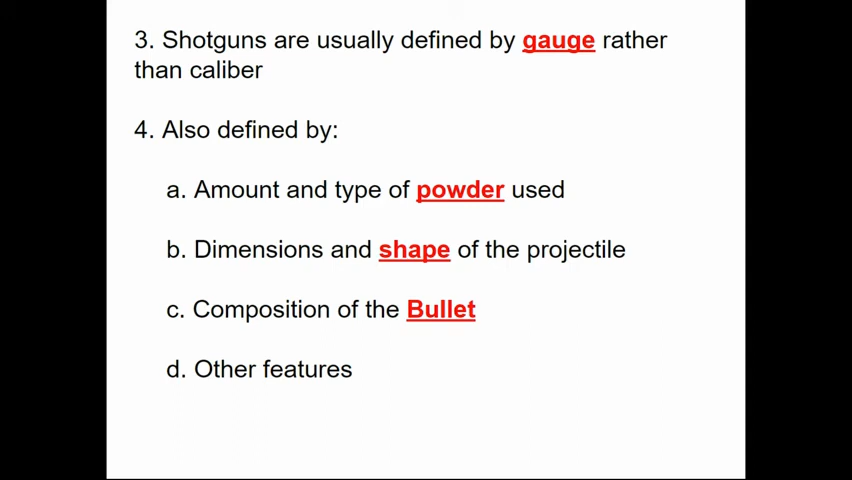 3. Shotguns are usually defined by gauge rather
than caliber
4. Also defined by:
a. Amount and type of powder used
b. Dimensions and shape of the projectile
c. Composition of the Bullet
d. Other features